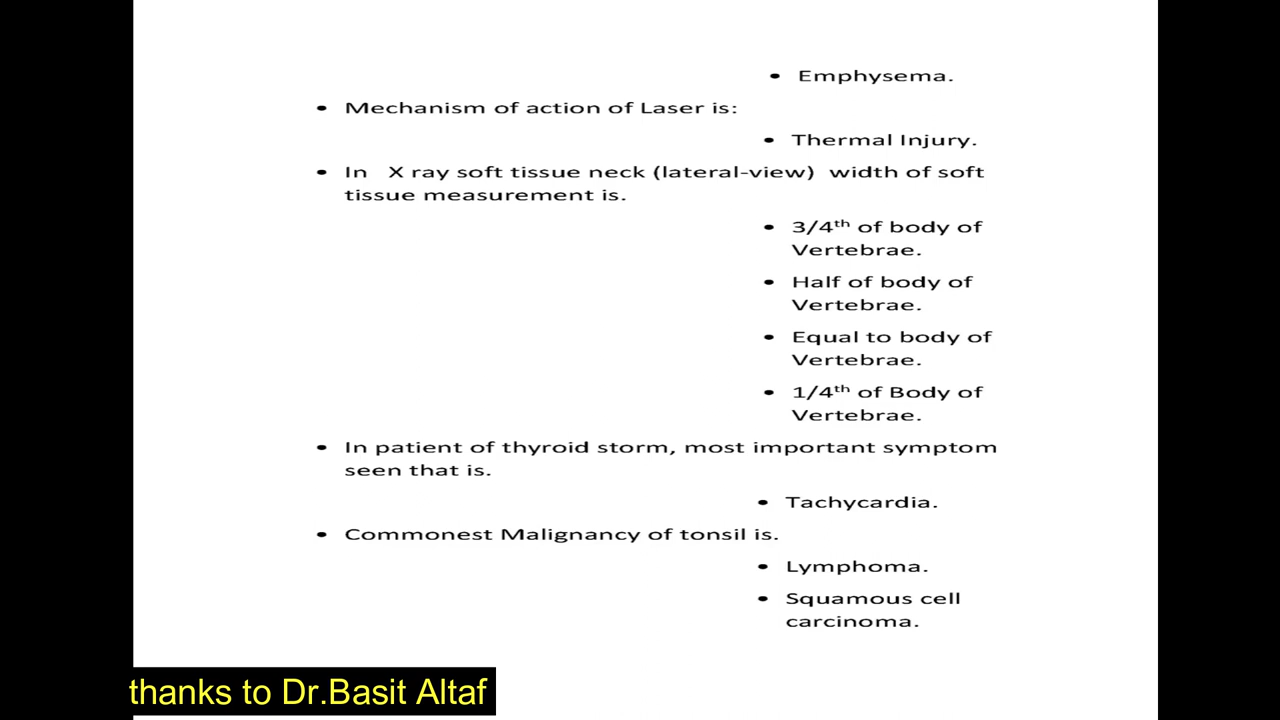 • Emphysema.
• Mechanism of action of Laser is:
• Thermal Injury.
• In X ray soft tissue neck (lateral-view) width of soft
tissue measurement is.
• 3/4th of body of
Vertebrae.
• Half of body of
Vertebrae.
• Equal to body of
Vertebrae.
• 1/4th of Body of
Vertebrae.
• In patient of thyroid storm, most important symptom
seen that is.
• Tachycardia.
• Commonest Malignancy of tonsil is.
• Lymphoma.
• Squamous cell
carcinoma.
thanks to Dr.Basit Altaf